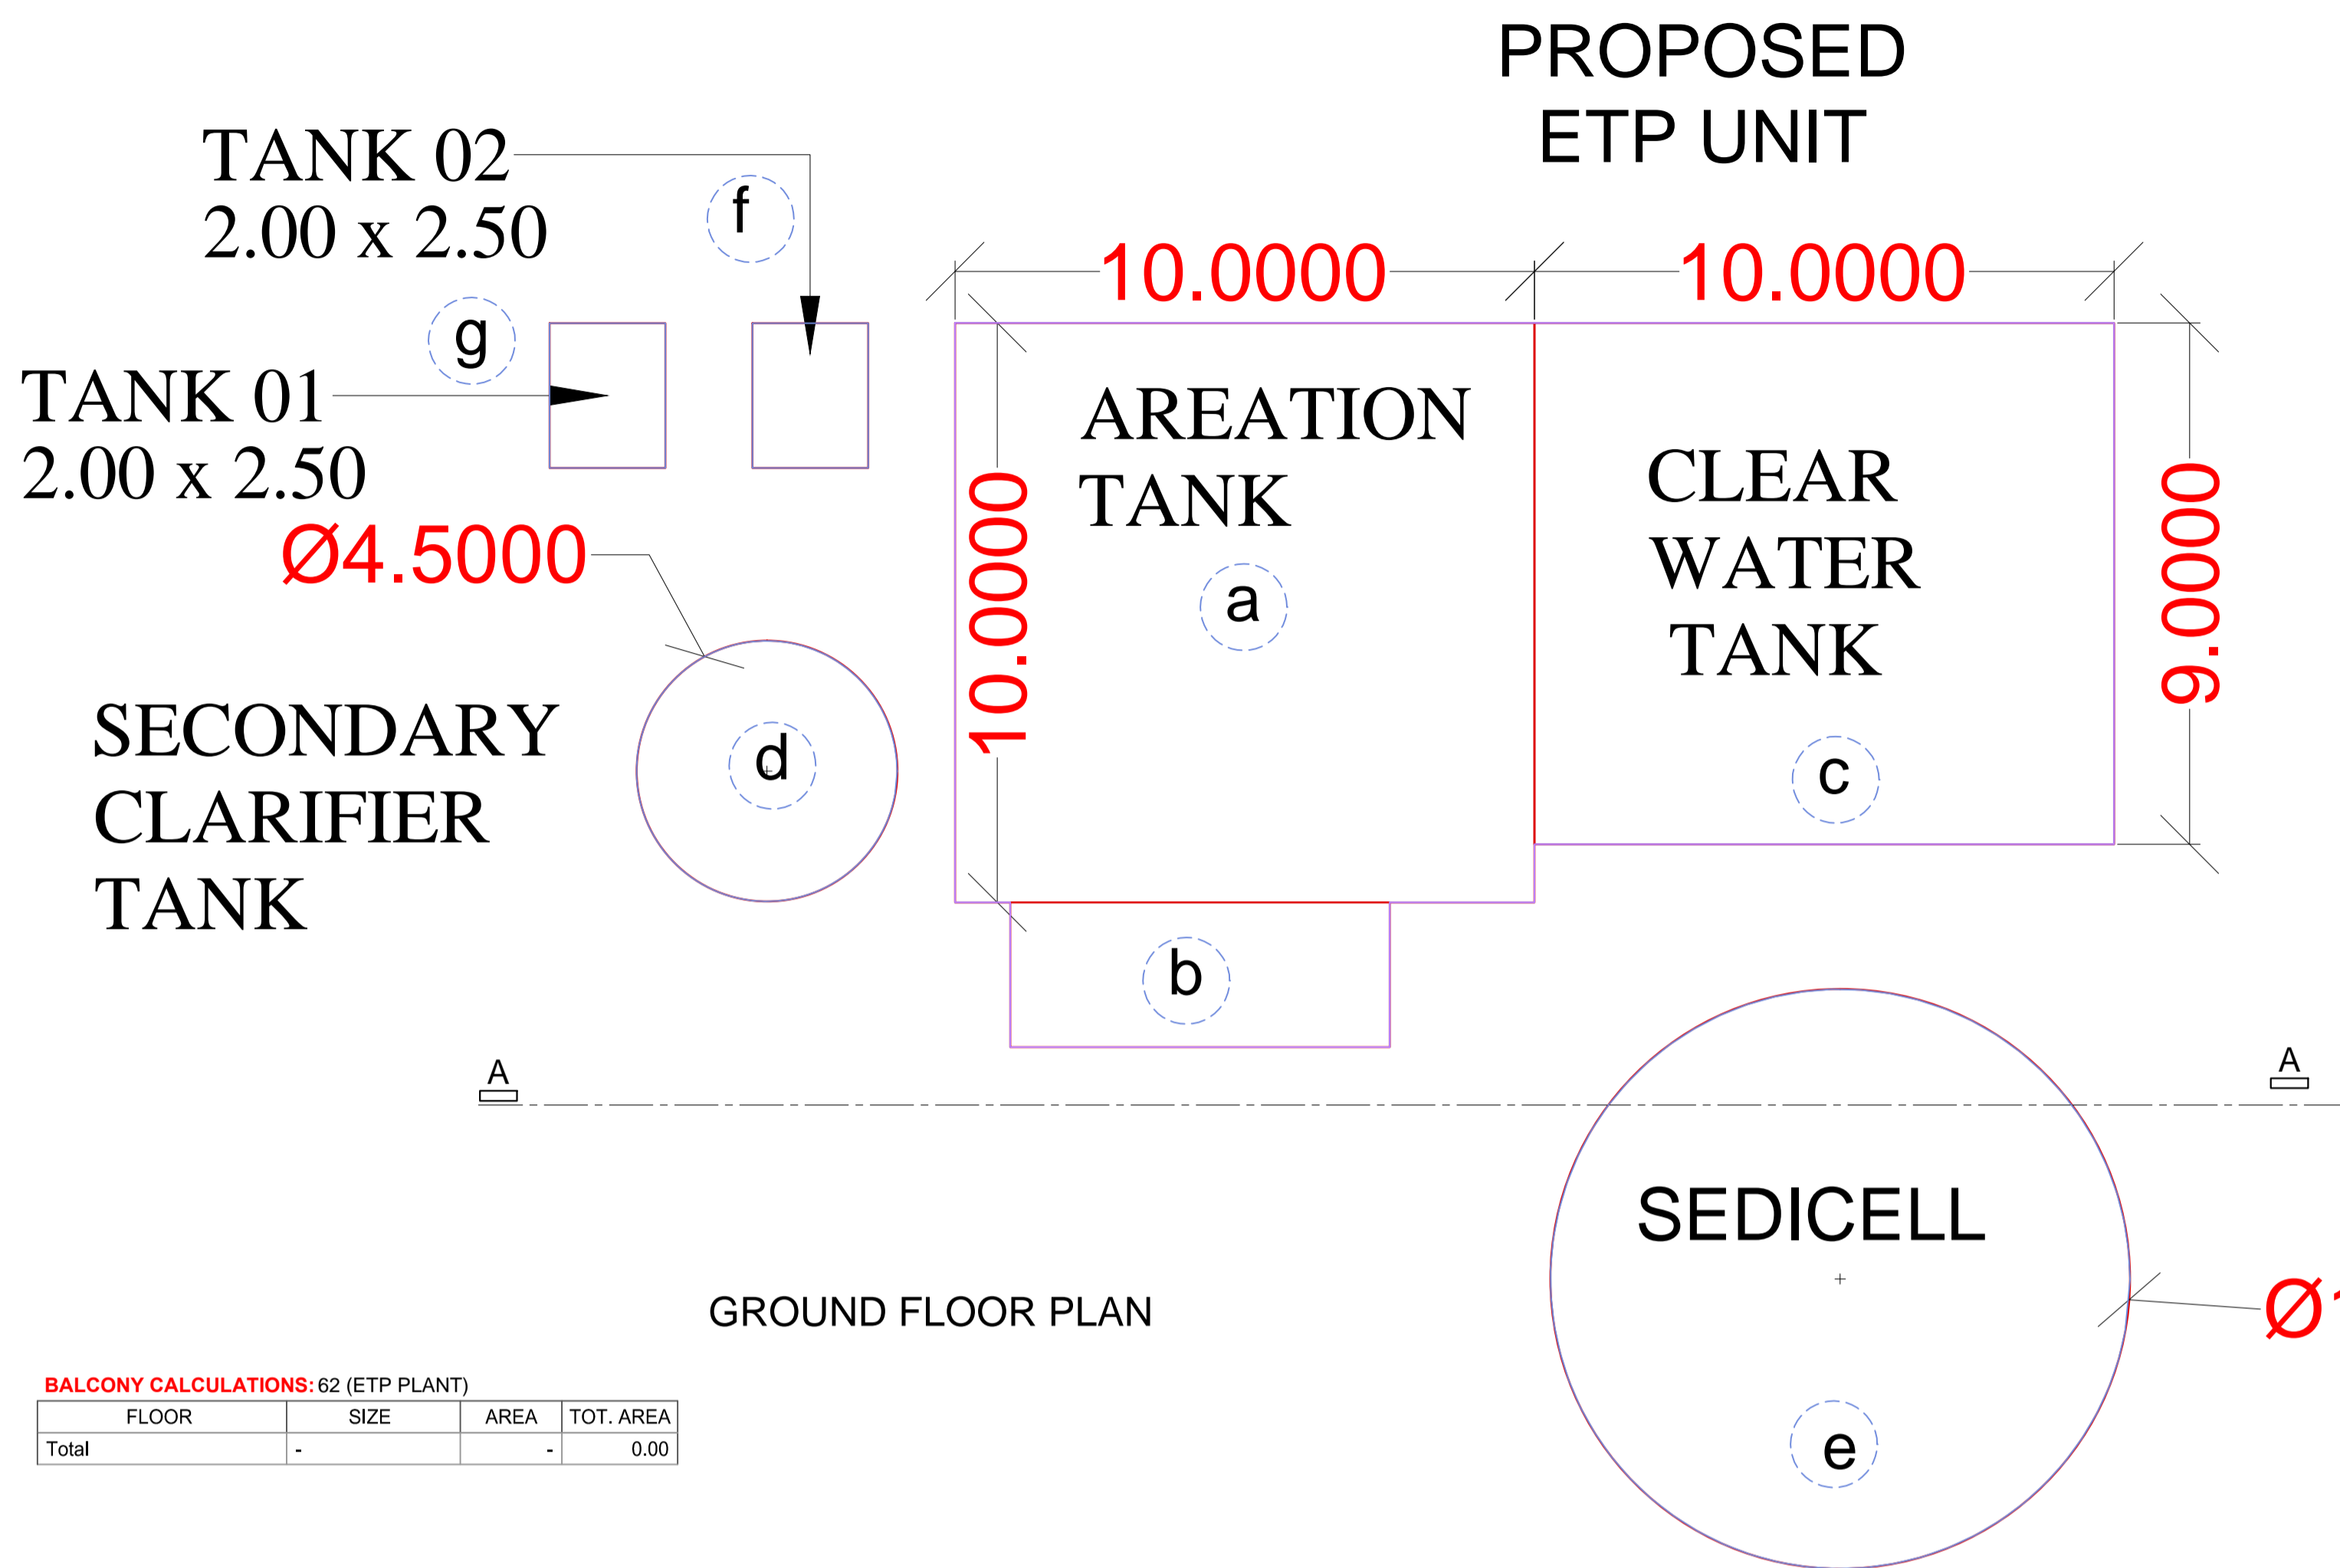 PROPOSED
ETP UNIT
TANK 02
2.00 x 2.50
f
g
TANK 01
2.00 x 2.50
10.0000
10.0000
AREATION
TANK
a
10.0000
CLEAR
WATER
TANK
c
9.0000
Ø4.5000
SECONDARY
CLARIFIER
TANK
d
b
A
A
SEDICELL
e
GROUND FLOOR PLAN
BALCONY CALCULATIONS: 62 (ETP PLANT)
FLOOR SIZE AREA TOT. AREA
Total - - 0.00